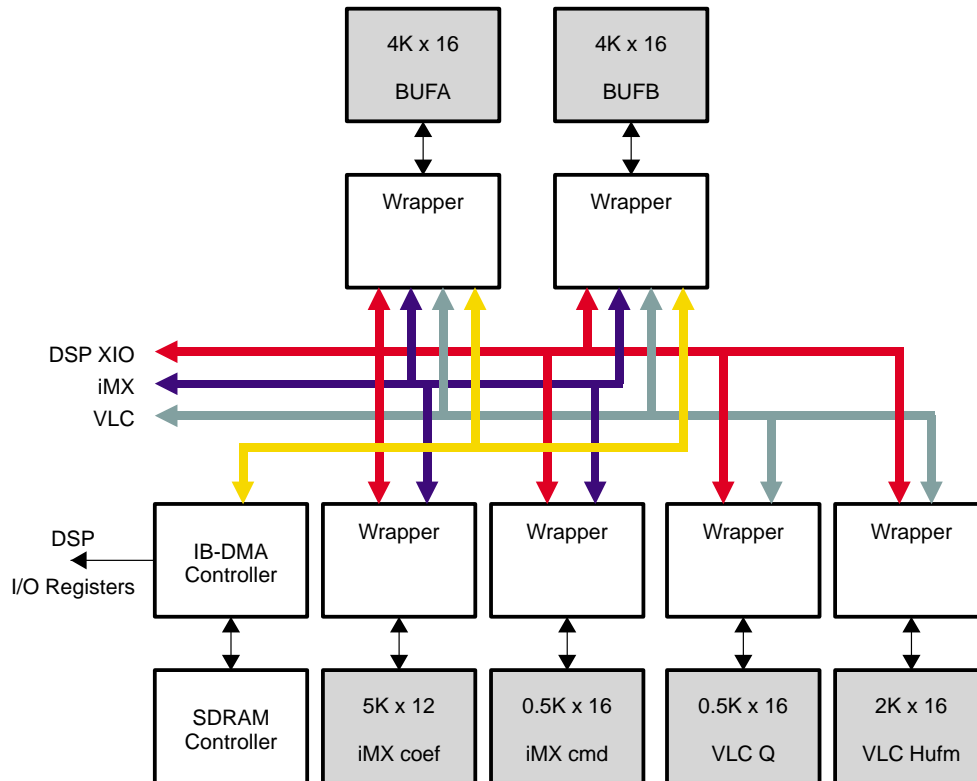 4K x 16
BUFA
4K x 16
BUFB
Wrapper
Wrapper
DSP XIO
iMX
VLC
DSP
I/O Registers
IB-DMA
Controller
Wrapper
Wrapper
Wrapper
Wrapper
SDRAM
Controller
5K x 12
iMX coef
0.5K x 16
iMX cmd
0.5K x 16
VLC Q
2K x 16
VLC Hufm